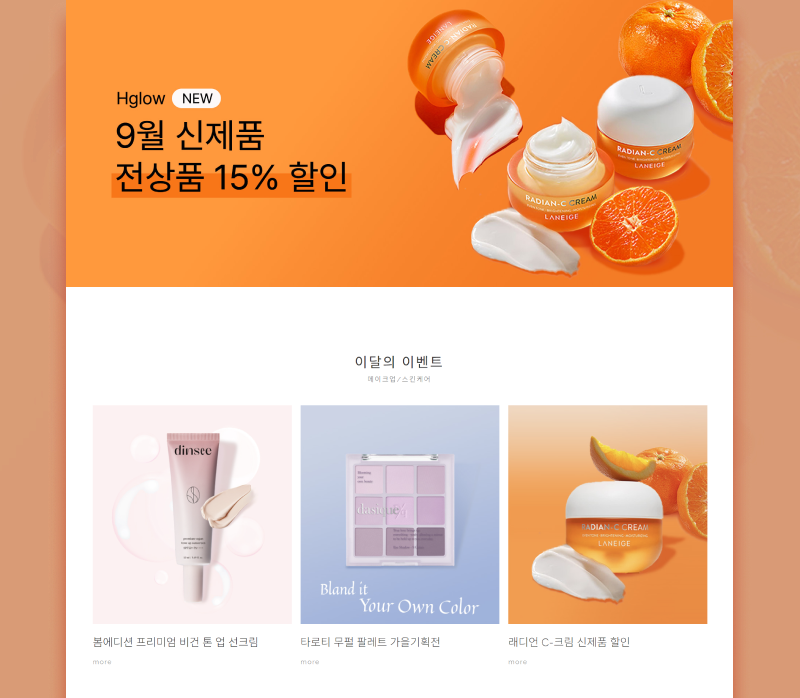 Hglow NEW
9월 신제품
전상품 15% 할인
LANEIGE
RADIAN-C CREAM
LANEIGE
RADIAN-C CREAM
LANEIGE
이달의 이벤트
메이크업/스킨케어
dinsee
RADIAN-C CREAM
LANEIGE
Bland it
Your Own Color
봄에디션 프리미엄 비건 톤 업 선크림
타로티 무펄 팔레트 가을기획전
래디언 C-크림 신제품 할인
more
more
more